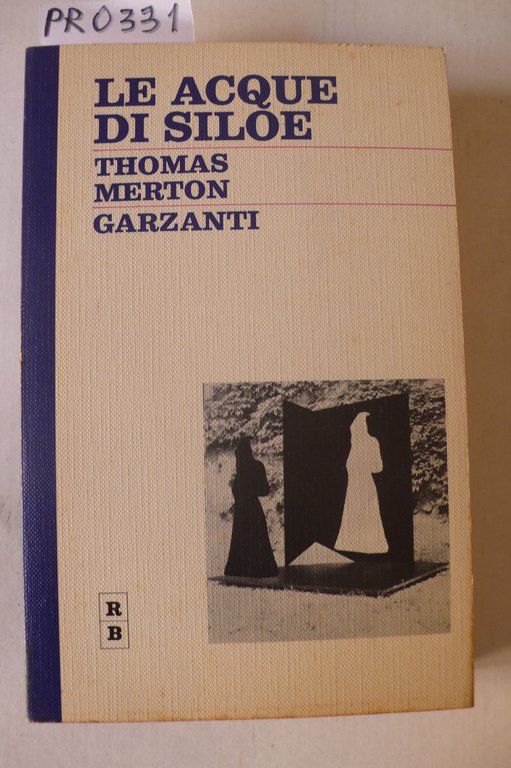 PR0331
LE ACQUE
DI SILOE
THOMAS
MERTON
GARZANTI
R
B